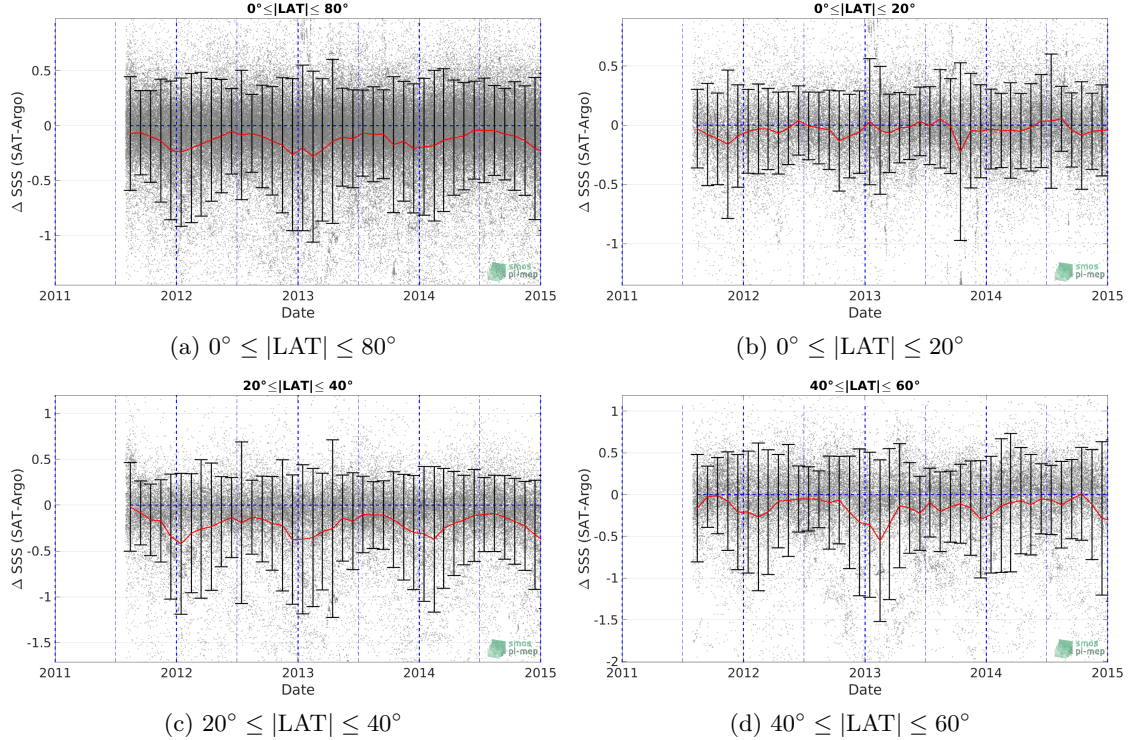 0°≤|LAT|≤ 80°
Δ SSS (SAT-Argo)
0.5
0
-0.5
-1
2011 2012 2013 2014 2015
Date
smos
pi-mep
(a) 0° ≤ |LAT| ≤ 80°
0°≤|LAT|≤ 20°
Δ SSS (SAT-Argo)
0.5
0
-0.5
-1
2011 2012 2013 2014 2015
Date
smos
pi-mep
(b) 0° ≤ |LAT| ≤ 20°
20°≤|LAT|≤ 40°
Δ SSS (SAT-Argo)
1
0.5
0
-0.5
-1
-1.5
2011 2012 2013 2014 2015
Date
smos
pi-mep
(c) 20° ≤ |LAT| ≤ 40°
40°≤|LAT|≤ 60°
Δ SSS (SAT-Argo)
1
0.5
0
-0.5
-1
-1.5
-2
2011 2012 2013 2014 2015
Date
smos
pi-mep
(d) 40° ≤ |LAT| ≤ 60°